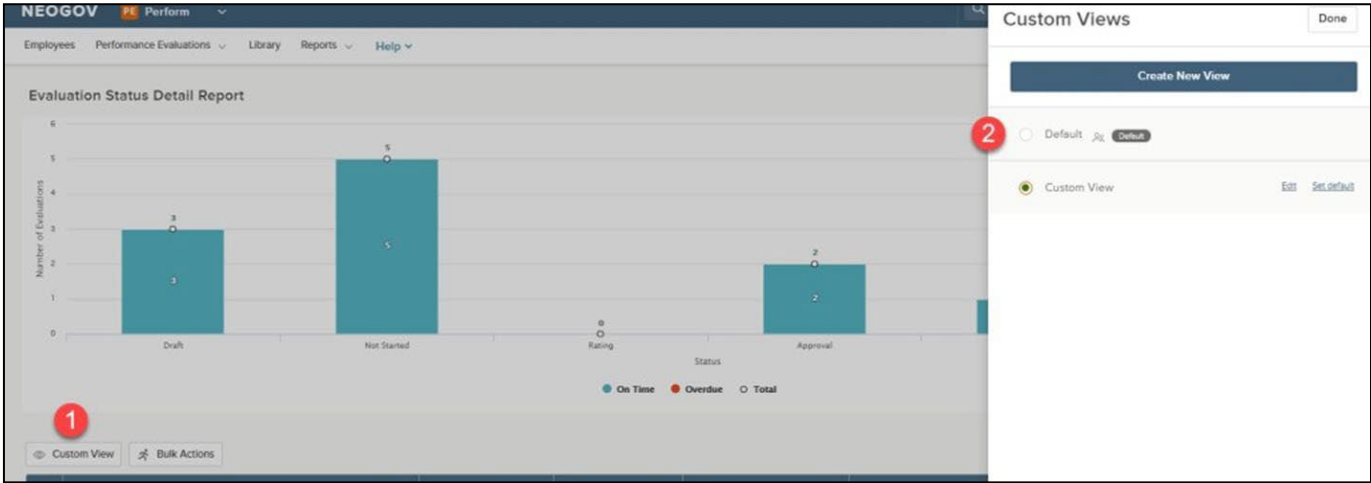 NEOGOV PE Perform
Custom Views Done
Employees Performance Evaluations Library Reports Help
Create New View
Evaluation Status Detail Report
2 Default Default
Custom View Edit Set default
Number of Evaluations
6
5
4
3
2
1
0
3
3
5
5
0
2
2
Draft Not Started Rating Approval
Status
On Time Overdue Total
1
Custom View Bulk Actions